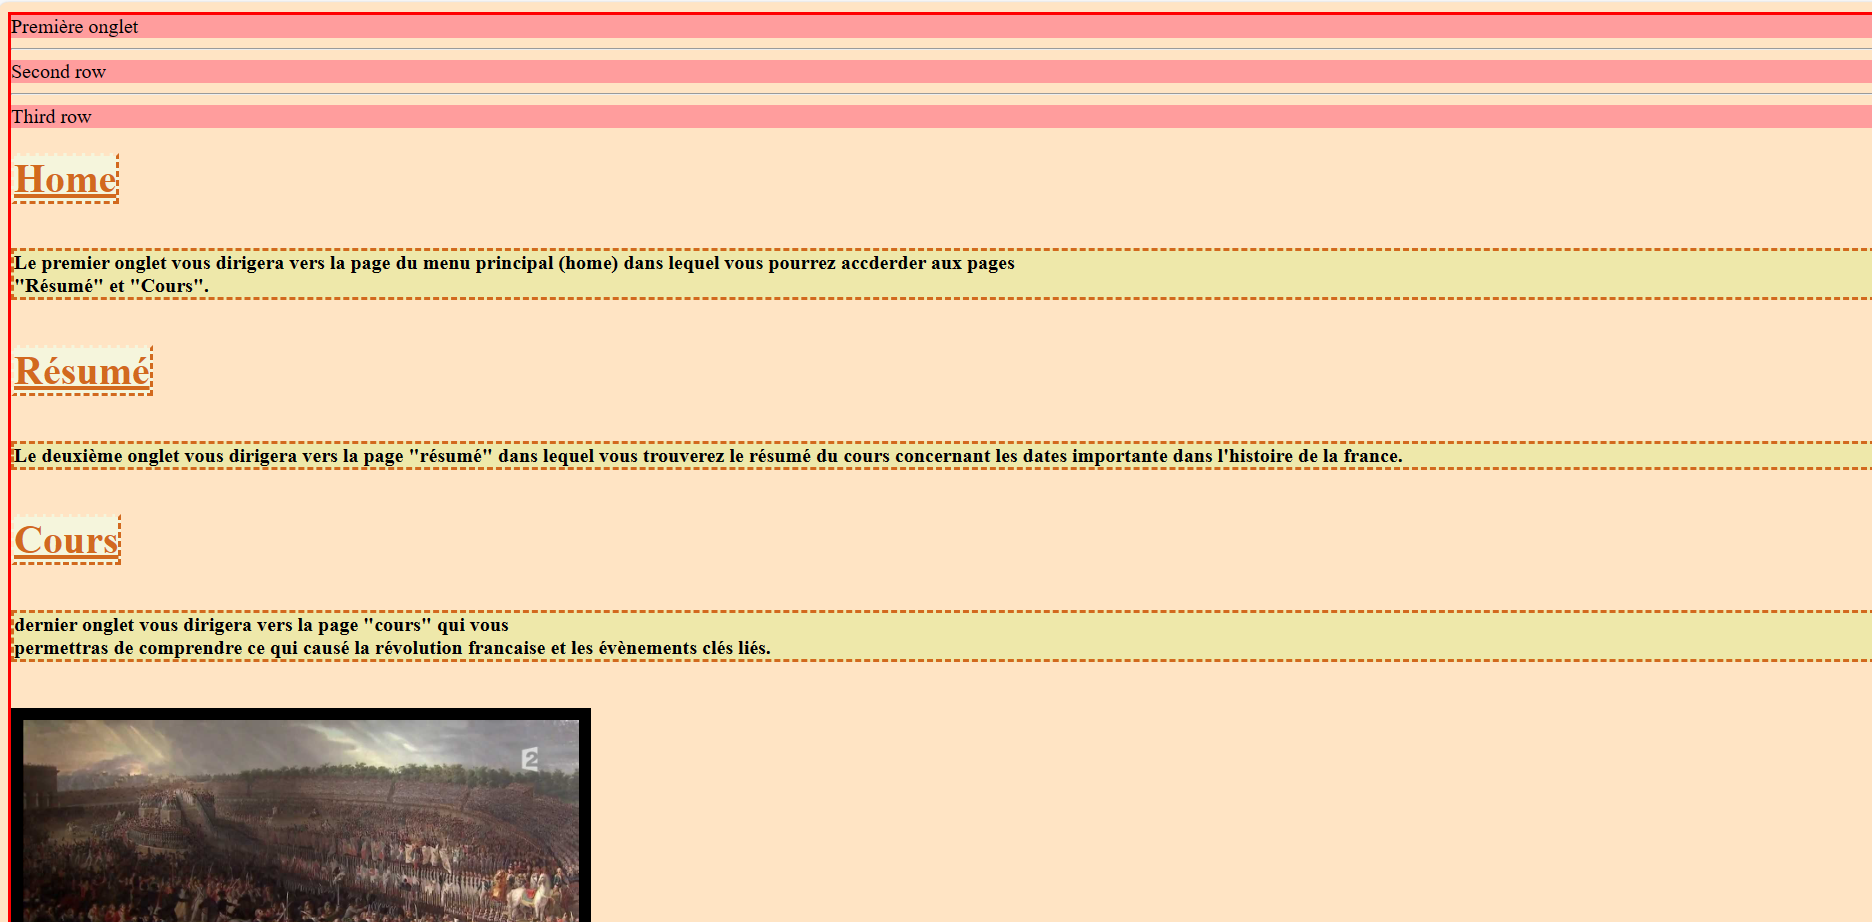 Première onglet
Second row
Third row
Home
Le premier onglet vous dirigera vers la page du menu principal (home) dans lequel vous pourrez accderder aux pages
"Résumé" et "Cours".
Résumé
Le deuxième onglet vous dirigera vers la page "résumé" dans lequel vous trouverez le résumé du cours concernant les dates importante dans l'histoire de la france.
Cours
dernier onglet vous dirigera vers la page "cours" qui vous
permettras de comprendre ce qui causé la révolution francaise et les évènements clés liés.
2